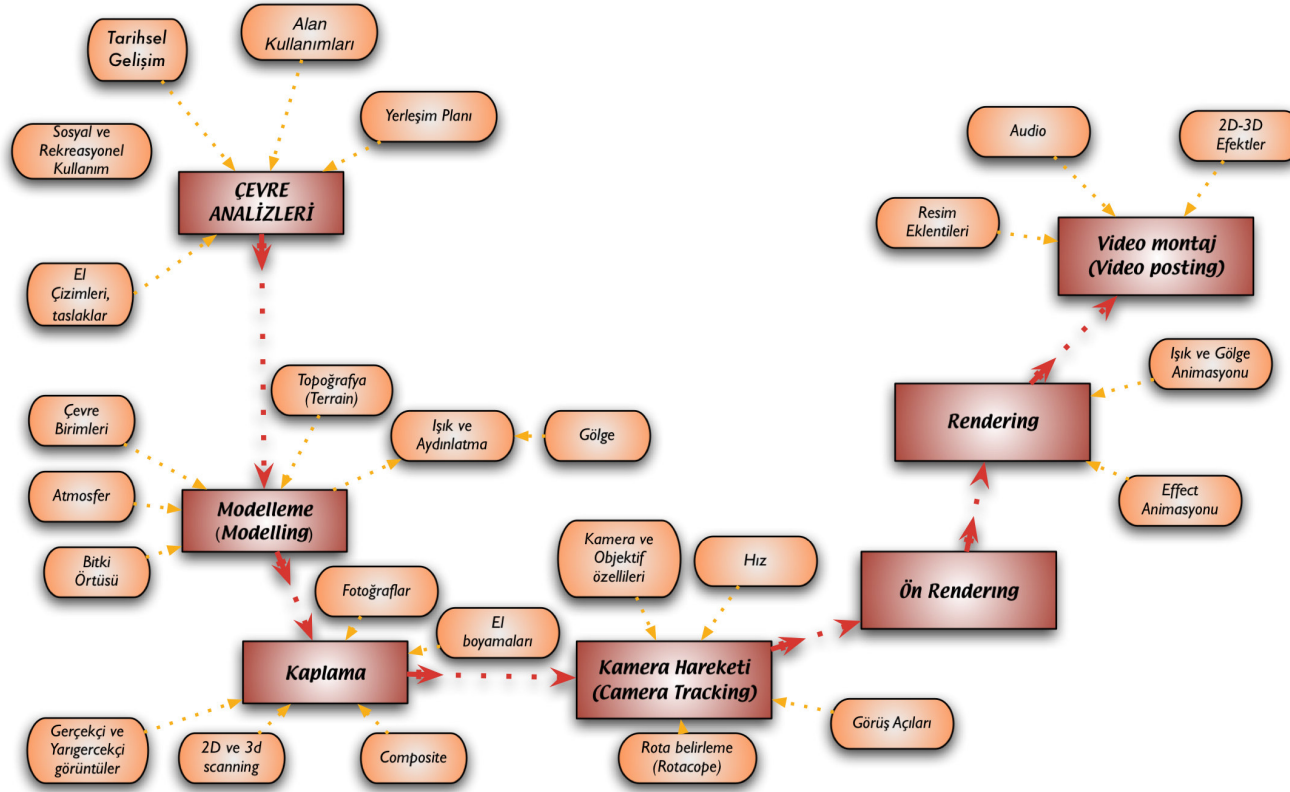 Tarihsel
Gelişim
Alan
Kullanımları
Yerleşim Planı
Sosyal ve
Rekreasyonel
Kullanım
ÇEVRE
ANALİZLERİ
El
Çizimleri,
taslaklar
Audio
2D-3D
Efektler
Resim
Eklentileri
Video montaj
(Video posting)
Işık ve Gölge
Animasyonu
Rendering
Effect
Animasyonu
Ön Renderıng
Topoğrafya
(Terrain)
Çevre
Birimleri
Işık ve
Aydınlatma
Gölge
Atmosfer
Modelleme
(Modelling)
Bitki
Örtüsü
Fotoğraflar
El
boyamaları
Kaplama
Gerçekçi ve
Yarıgercekçi
görüntüler
2D ve 3d
scanning
Composite
Kamera ve
Objektif
özellileri
Hız
Kamera Hareketi
(Camera Tracking)
Görüş Açıları
Rota belirleme
(Rotacope)